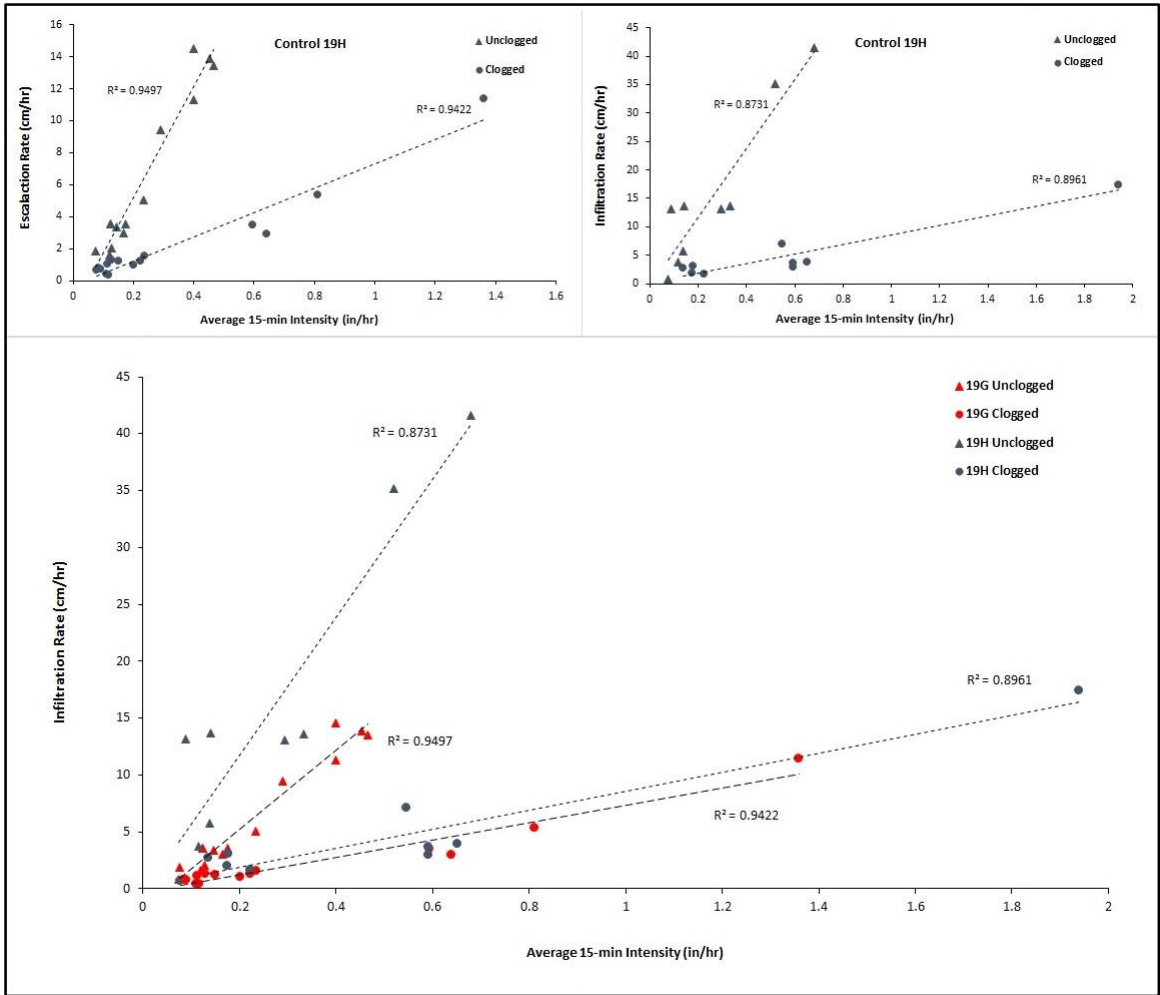 Control 19H
Unclogged
Clogged
R² = 0.9497
R² = 0.9422
Escalaction Rate (cm/hr)
16
14
12
10
8
6
4
2
0
0
0.2
0.4
0.6
0.8
1
1.2
1.4
1.6
Average 15-min Intensity (in/hr)
Control 19H
Unclogged
Clogged
R² = 0.8731
R² = 0.8961
Infiltration Rate (cm/hr)
45
40
35
30
25
20
15
10
5
0
0
0.2
0.4
0.6
0.8
1
1.2
1.4
1.6
1.8
2
Average 15-min Intensity (in/hr)
19G Unclogged
19G Clogged
19H Unclogged
19H Clogged
R² = 0.8731
R² = 0.9497
R² = 0.8961
R² = 0.9422
Infiltration Rate (cm/hr)
45
40
35
30
25
20
15
10
5
0
0
0.2
0.4
0.6
0.8
1
1.2
1.4
1.6
1.8
2
Average 15-min Intensity (in/hr)